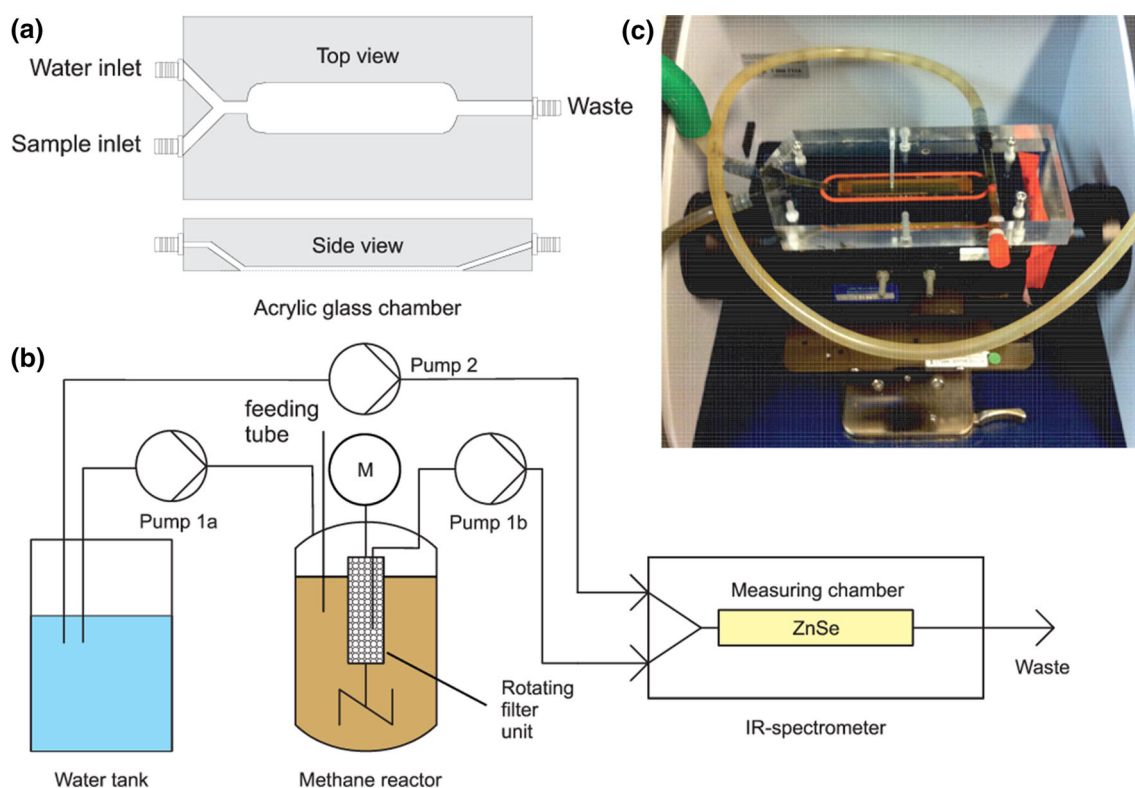 (a)
Top view
Water inlet
Sample inlet
Waste
Side view
Acrylic glass chamber
(b)
Pump 2
feeding
tube
M
Pump 1a
Pump 1b
Measuring chamber
ZnSe
Waste
Rotating
filter
unit
IR-spectrometer
Water tank
Methane reactor
(c)